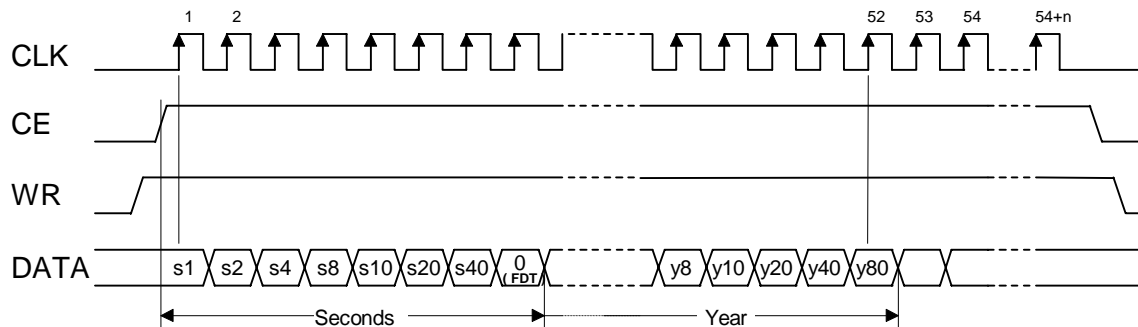 1 2 52 53 54 54+n
CLK
CE
WR
DATA s1 s2 s4 s8 s10 s20 s40 0 y8 y10 y20 y40 y80
( FDT)
Seconds Year